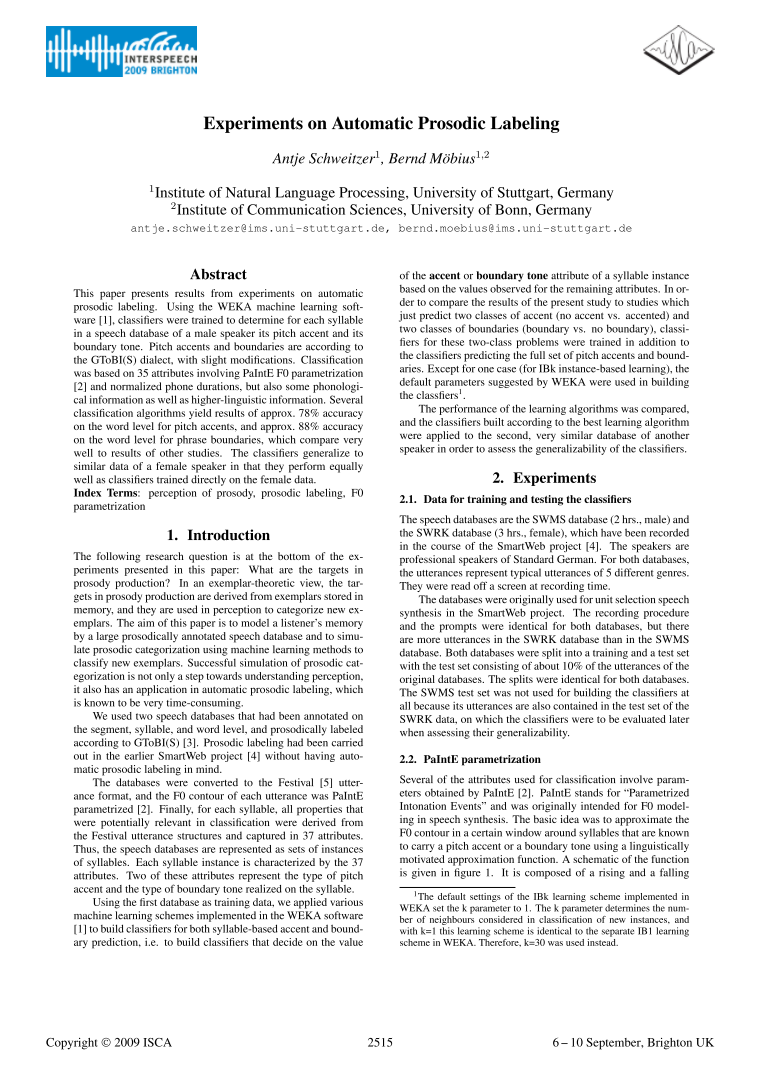 INTERSPEECH
2009 BRIGHTON
Experiments on Automatic Prosodic Labeling
Antje Schweitzer1, Bernd Möbius1,2
1Institute of Natural Language Processing, University of Stuttgart, Germany
2Institute of Communication Sciences, University of Bonn, Germany
antje.schweitzer@ims.uni-stuttgart.de, bernd.moebius@ims.uni-stuttgart.de
Abstract
This paper presents results from experiments on automatic
prosodic labeling. Using the WEKA machine learning soft-
ware [1], classifiers were trained to determine for each syllable
in a speech database of a male speaker its pitch accent and its
boundary tone. Pitch accents and boundaries are according to
the GToBI(S) dialect, with slight modifications. Classification
was based on 35 attributes involving PaIntE F0 parametrization
[2] and normalized phone durations, but also some phonologi-
cal information as well as higher-linguistic information. Several
classification algorithms yield results of approx. 78% accuracy
on the word level for pitch accents, and approx. 88% accuracy
on the word level for phrase boundaries, which compare very
well to results of other studies. The classifiers generalize to
similar data of a female speaker in that they perform equally
well as classifiers trained directly on the female data.
Index Terms: perception of prosody, prosodic labeling, F0
parametrization
1. Introduction
The following research question is at the bottom of the ex-
periments presented in this paper: What are the targets in
prosody production? In an exemplar-theoretic view, the tar-
gets in prosody production are derived from exemplars stored in
memory, and they are used in perception to categorize new ex-
emplars. The aim of this paper is to model a listener's memory
by a large prosodically annotated speech database and to simu-
late prosodic categorization using machine learning methods to
classify new exemplars. Successful simulation of prosodic cat-
egorization is not only a step towards understanding perception,
it also has an application in automatic prosodic labeling, which
is known to be very time-consuming.
We used two speech databases that had been annotated on
the segment, syllable, and word level, and prosodically labeled
according to GToBI(S) [3]. Prosodic labeling had been carried
out in the earlier SmartWeb project [4] without having auto-
matic prosodic labeling in mind.
The databases were converted to the Festival [5] utter-
ance format, and the F0 contour of each utterance was PaIntE
parametrized [2]. Finally, for each syllable, all properties that
were potentially relevant in classification were derived from
the Festival utterance structures and captured in 37 attributes.
Thus, the speech databases are represented as sets of instances
of syllables. Each syllable instance is characterized by the 37
attributes. Two of these attributes represent the type of pitch
accent and the type of boundary tone realized on the syllable.
Using the first database as training data, we applied various
machine learning schemes implemented in the WEKA software
[1] to build classifiers for both syllable-based accent and bound-
ary prediction, i.e. to build classifiers that decide on the value
of the accent or boundary tone attribute of a syllable instance
based on the values observed for the remaining attributes. In or-
der to compare the results of the present study to studies which
just predict two classes of accent (no accent vs. accented) and
two classes of boundaries (boundary vs. no boundary), classi-
fiers for these two-class problems were trained in addition to
the classifiers predicting the full set of pitch accents and bound-
aries. Except for one case (for IBk instance-based learning), the
default parameters suggested by WEKA were used in building
the classfiers1.
The performance of the learning algorithms was compared,
and the classifiers built according to the best learning algorithm
were applied to the second, very similar database of another
speaker in order to assess the generalizability of the classifiers.
2. Experiments
2.1. Data for training and testing the classifiers
The speech databases are the SWMS database (2 hrs., male) and
the SWRK database (3 hrs., female), which have been recorded
in the course of the SmartWeb project [4]. The speakers are
professional speakers of Standard German. For both databases,
the utterances represent typical utterances of 5 different genres.
They were read off a screen at recording time.
The databases were originally used for unit selection speech
synthesis in the SmartWeb project. The recording procedure
and the prompts were identical for both databases, but there
are more utterances in the SWRK database than in the SWMS
database. Both databases were split into a training and a test set
with the test set consisting of about 10% of the utterances of the
original databases. The splits were identical for both databases.
The SWMS test set was not used for building the classifiers at
all because its utterances are also contained in the test set of the
SWRK data, on which the classifiers were to be evaluated later
when assessing their generalizability.
2.2. PaIntE parametrization
Several of the attributes used for classification involve param-
eters obtained by PaIntE [2]. PaIntE stands for “Parametrized
Intonation Events” and was originally intended for F0 model-
ing in speech synthesis. The basic idea was to approximate the
F0 contour in a certain window around syllables that are known
to carry a pitch accent or a boundary tone using a linguistically
motivated approximation function. A schematic of the function
is given in figure 1. It is composed of a rising and a falling
1The default settings of the IBk learning scheme implemented in
WEKA set the k parameter to 1. The k parameter determines the num-
ber of neighbours considered in classification of new instances, and
with k=1 this learning scheme is identical to the separate IB1 learning
scheme in WEKA. Therefore, k=30 was used instead.
Copyright © 2009 ISCA
2515
6 – 10 September, Brighton UK